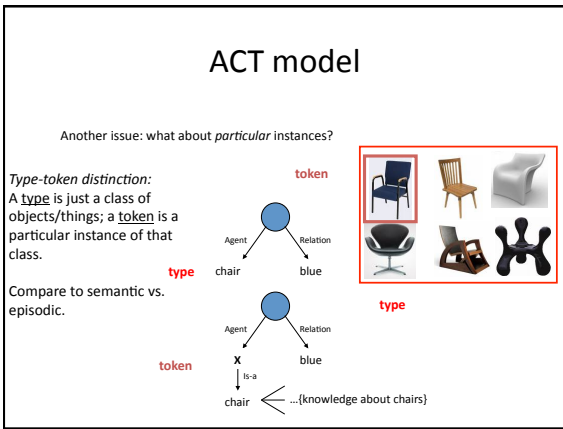 ACT model
Another issue: what about particular instances?
Type-token distinction:
A type is just a class of
objects/things; a token is a
particular instance of that
class.
Compare to semantic vs.
episodic.
token
Agent
Relation
type
chair
blue
type
Agent
Relation
token
X
blue
Is-a
chair
...{knowledge about chairs}